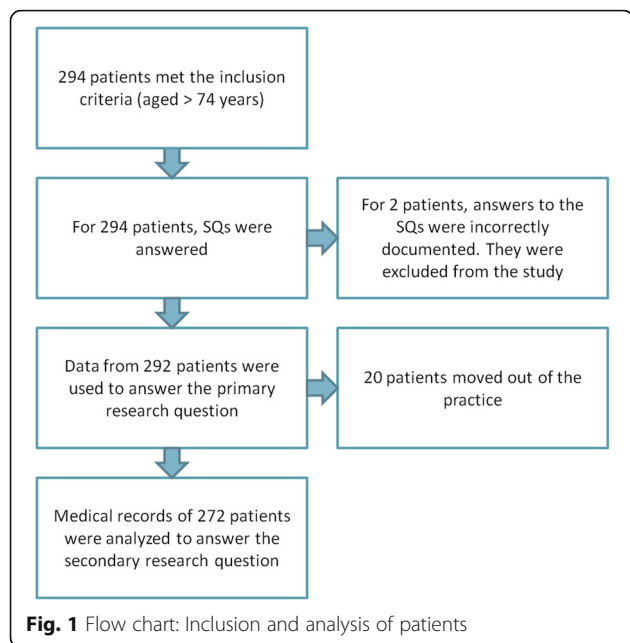 294 patients met the inclusion
criteria (aged > 74 years)
For 294 patients, SQs were
answered
For 2 patients, answers to the
SQs were incorrectly
documented. They were
excluded from the study
Data from 292 patients were
used to answer the primary
research question
20 patients moved out of the
practice
Medical records of 272 patients
were analyzed to answer the
secondary research question
Fig. 1 Flow chart: Inclusion and analysis of patients